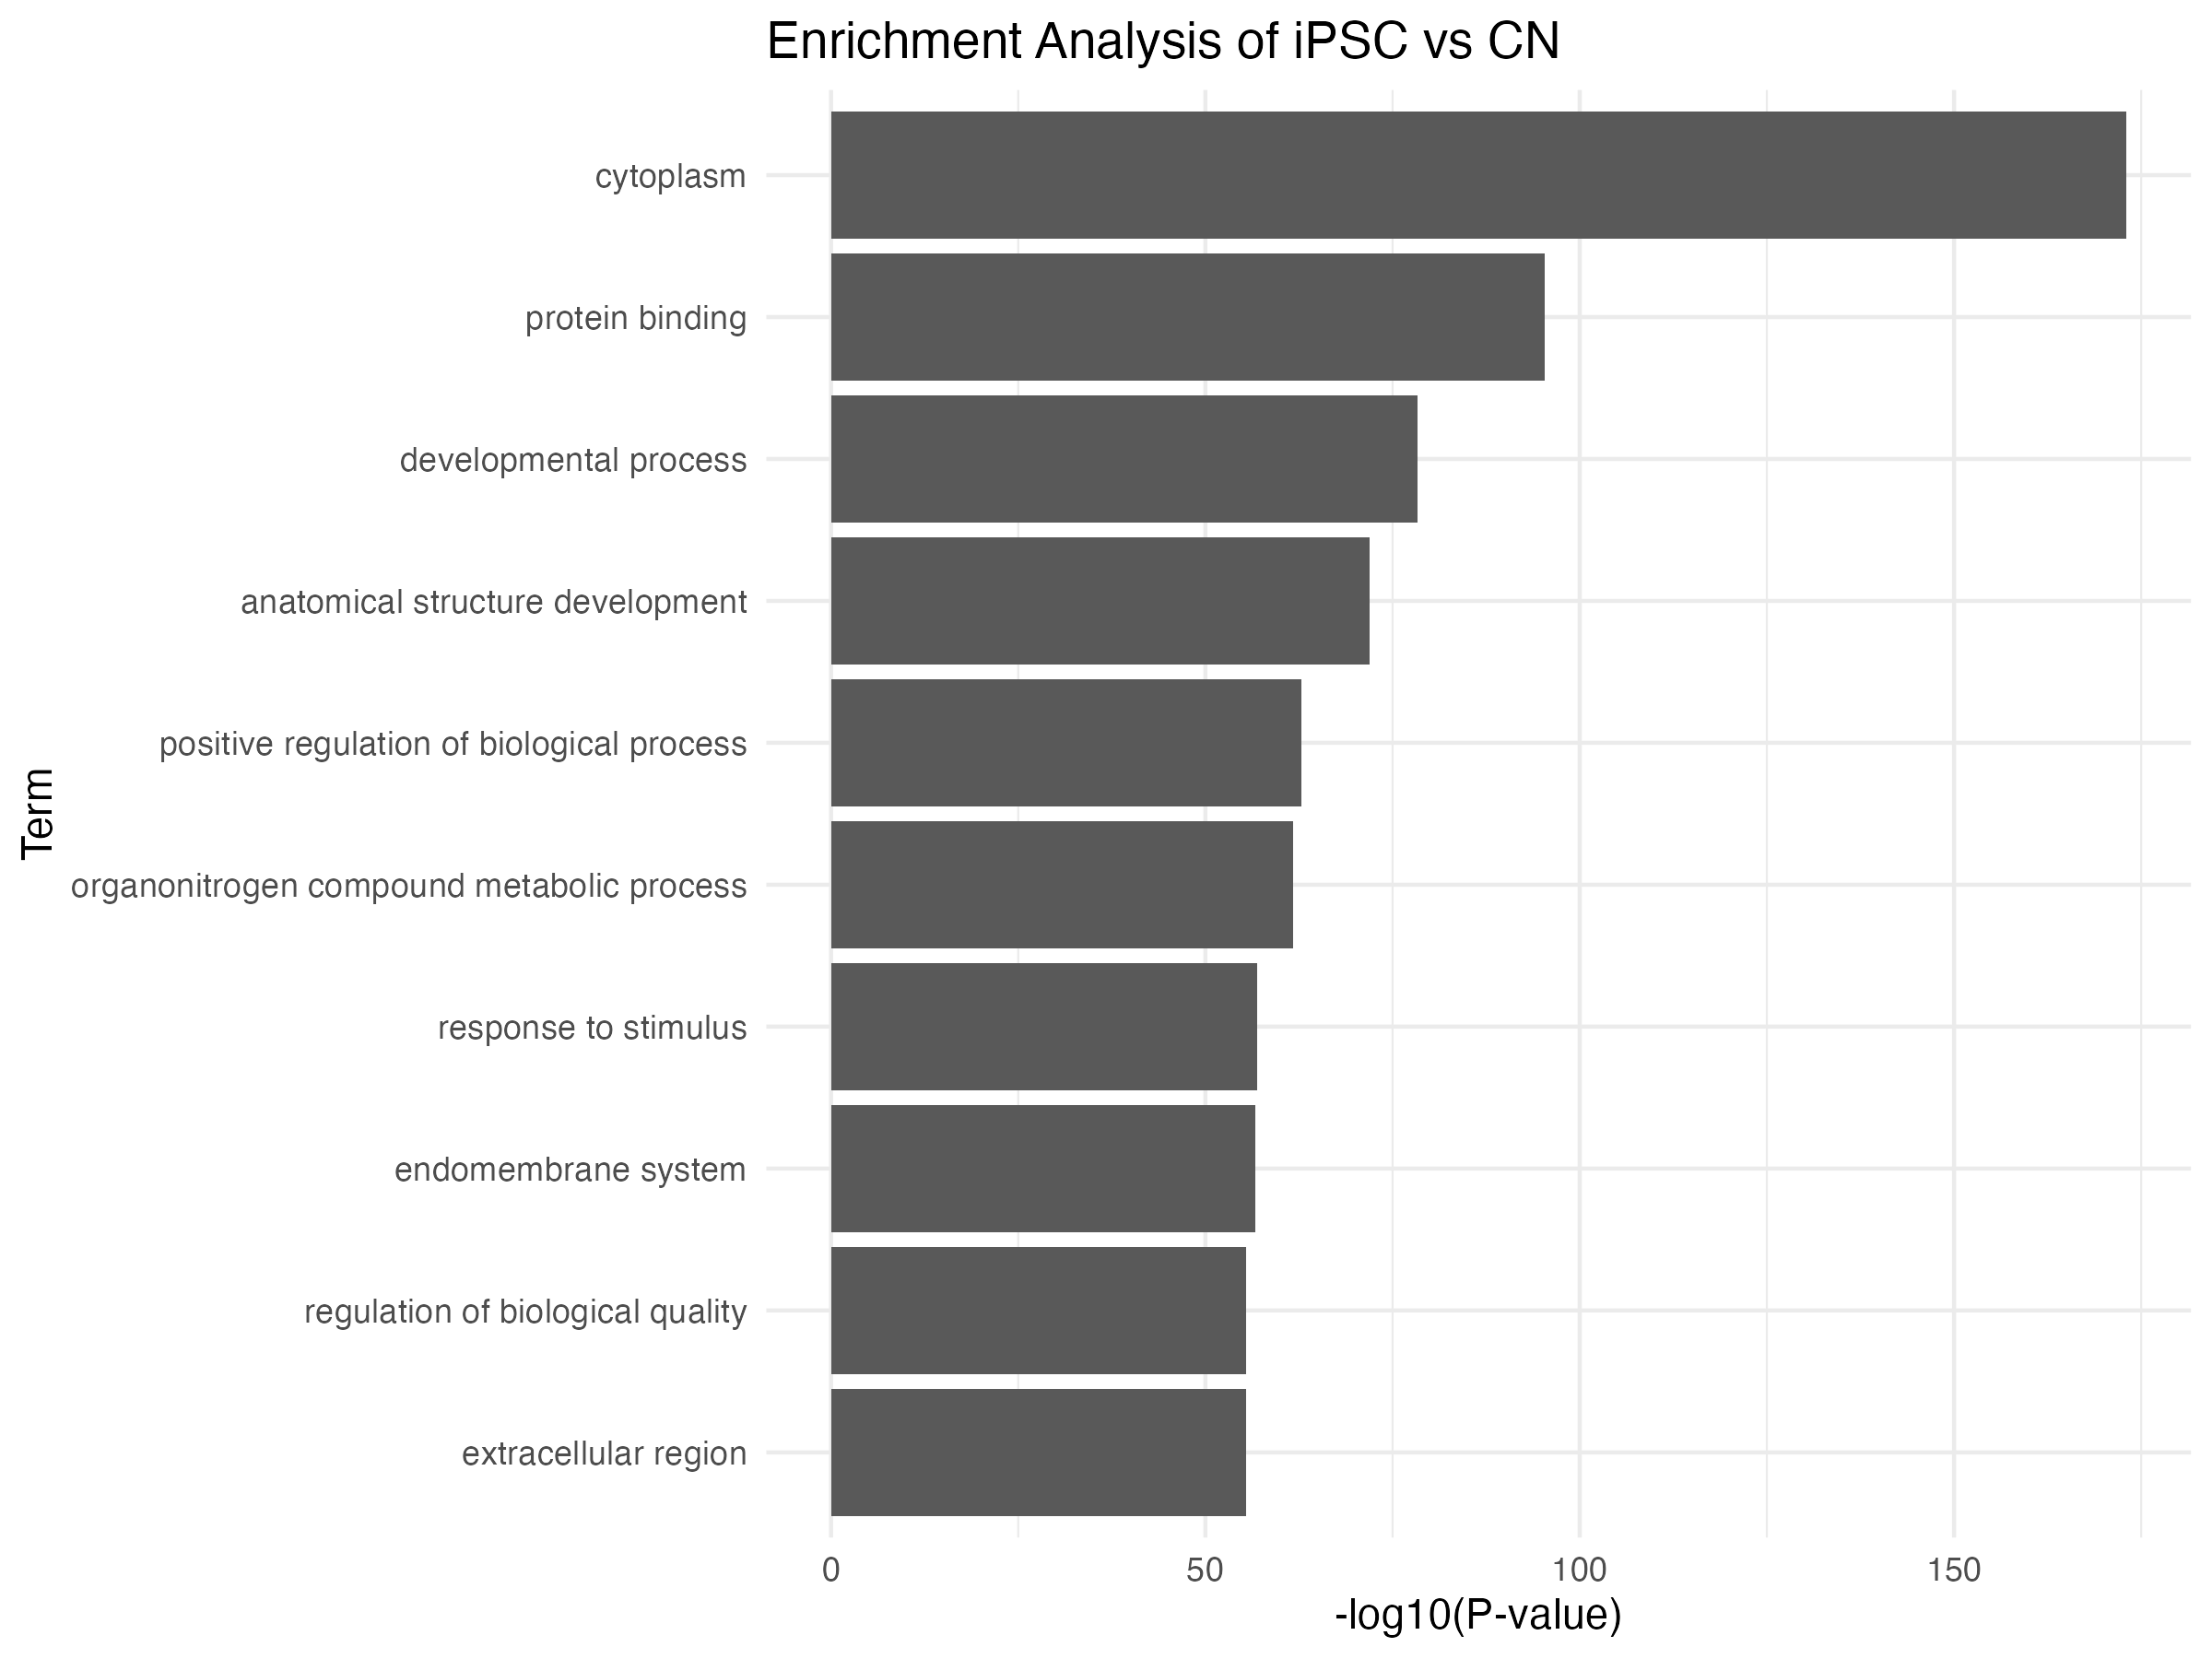 Enrichment Analysis of iPSC vs CN
cytoplasm
protein binding
developmental process
anatomical structure development
positive regulation of biological process
organonitrogen compound metabolic process
response to stimulus
endomembrane system
regulation of biological quality
extracellular region
Term
0 50 100 150
-log10(P-value)